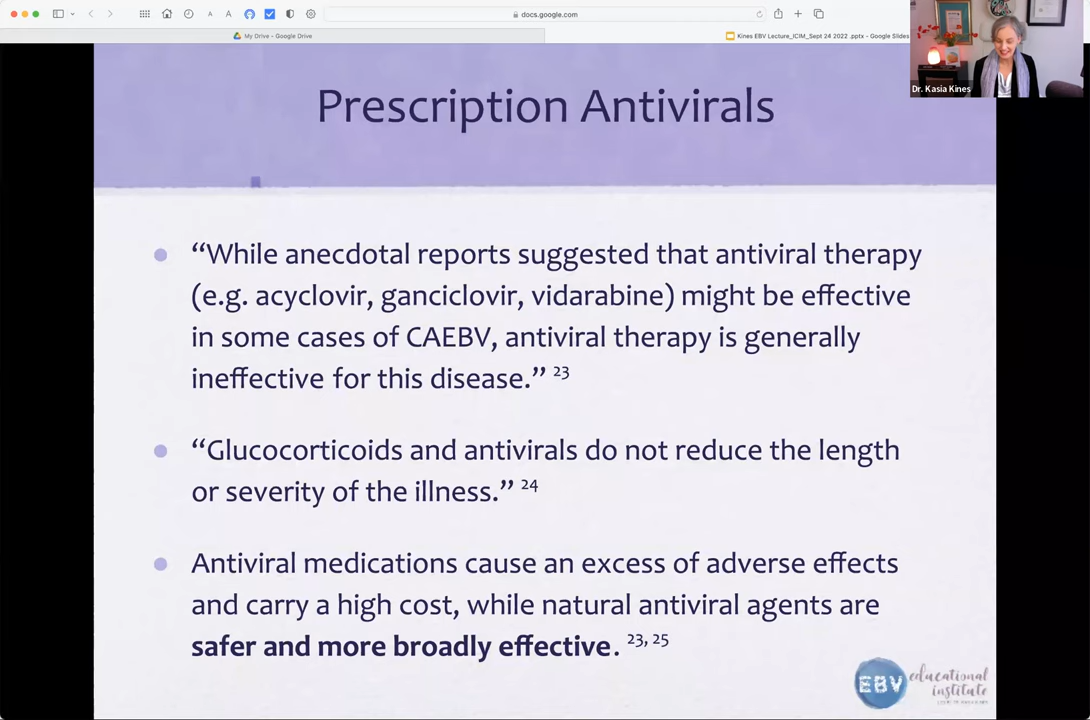 docs.google.com
My Drive - Google Drive
Kines EBV Lecture_ICIM_Sept 24 2022 .pptx - Google Slides
Dr. Kasia Kines
Prescription Antivirals
“While anecdotal reports suggested that antiviral therapy
(e.g. acyclovir, ganciclovir, vidarabine) might be effective
in some cases of CAEBV, antiviral therapy is generally
ineffective for this disease.” 23
“Glucocorticoids and antivirals do not reduce the length
or severity of the illness.” 24
Antiviral medications cause an excess of adverse effects
and carry a high cost, while natural antiviral agents are
safer and more broadly effective. 23, 25
EBV educational
institute